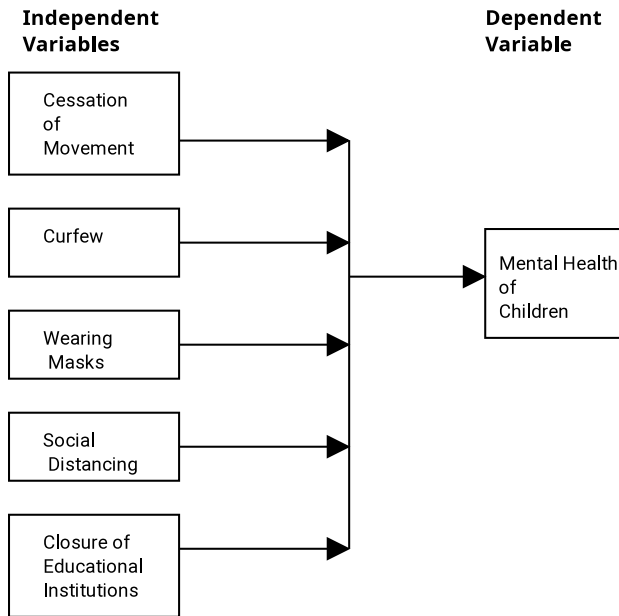 Independent
Variables
Dependent
Variable
Cessation
of
Movement
Curfew
Wearing
Masks
Social
Distancing
Closure of
Educational
Institutions
Mental Health
of
Children